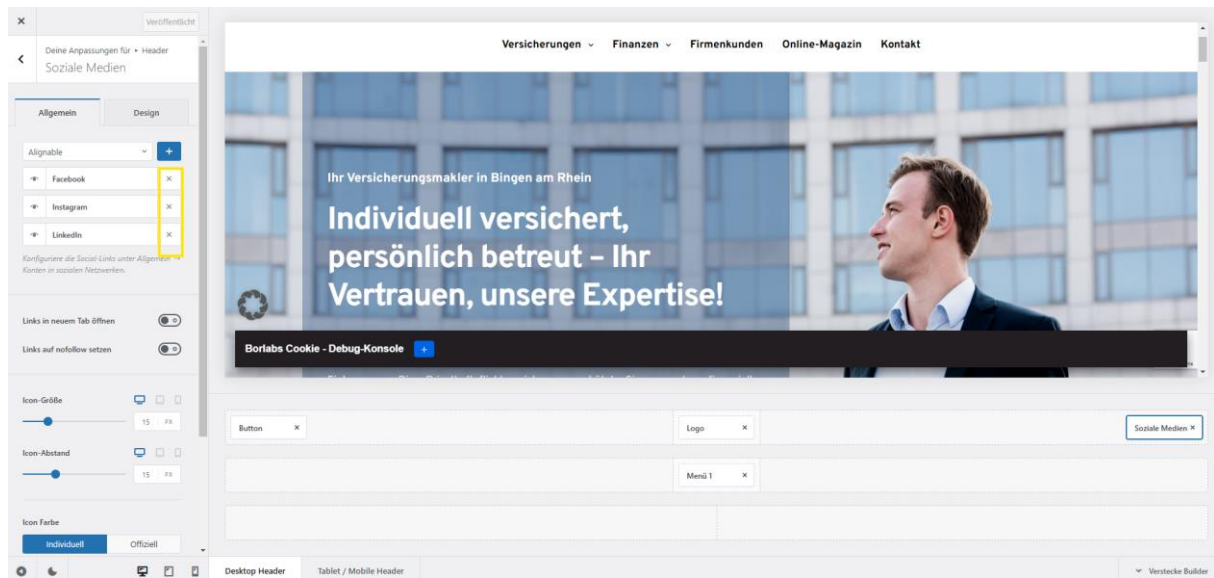 Veröffentlicht
Deine Anpassungen für ▸ Header
Soziale Medien
Allgemein
Design
Alignable
+
Facebook ×
Instagram ×
LinkedIn ×
Konfiguriere die Social-Links unter Allgemein →
Konten in sozialen Netzwerken.
Links in neuem Tab öffnen
Links auf nofollow setzen
Icon-Größe
15 PX
Icon-Abstand
15 PX
Icon Farbe
Individuell
Offiziell
Versicherungen
Finanzen
Firmenkunden
Online-Magazin
Kontakt
Ihr Versicherungsmakler in Bingen am Rhein
Individuell versichert,
persönlich betreut – Ihr
Vertrauen, unsere Expertise!
Borlabs Cookie - Debug-Konsole +
Button ×
Logo ×
Soziale Medien ×
Menü 1 ×
Desktop Header
Tablet / Mobile Header
Verstecke Builder